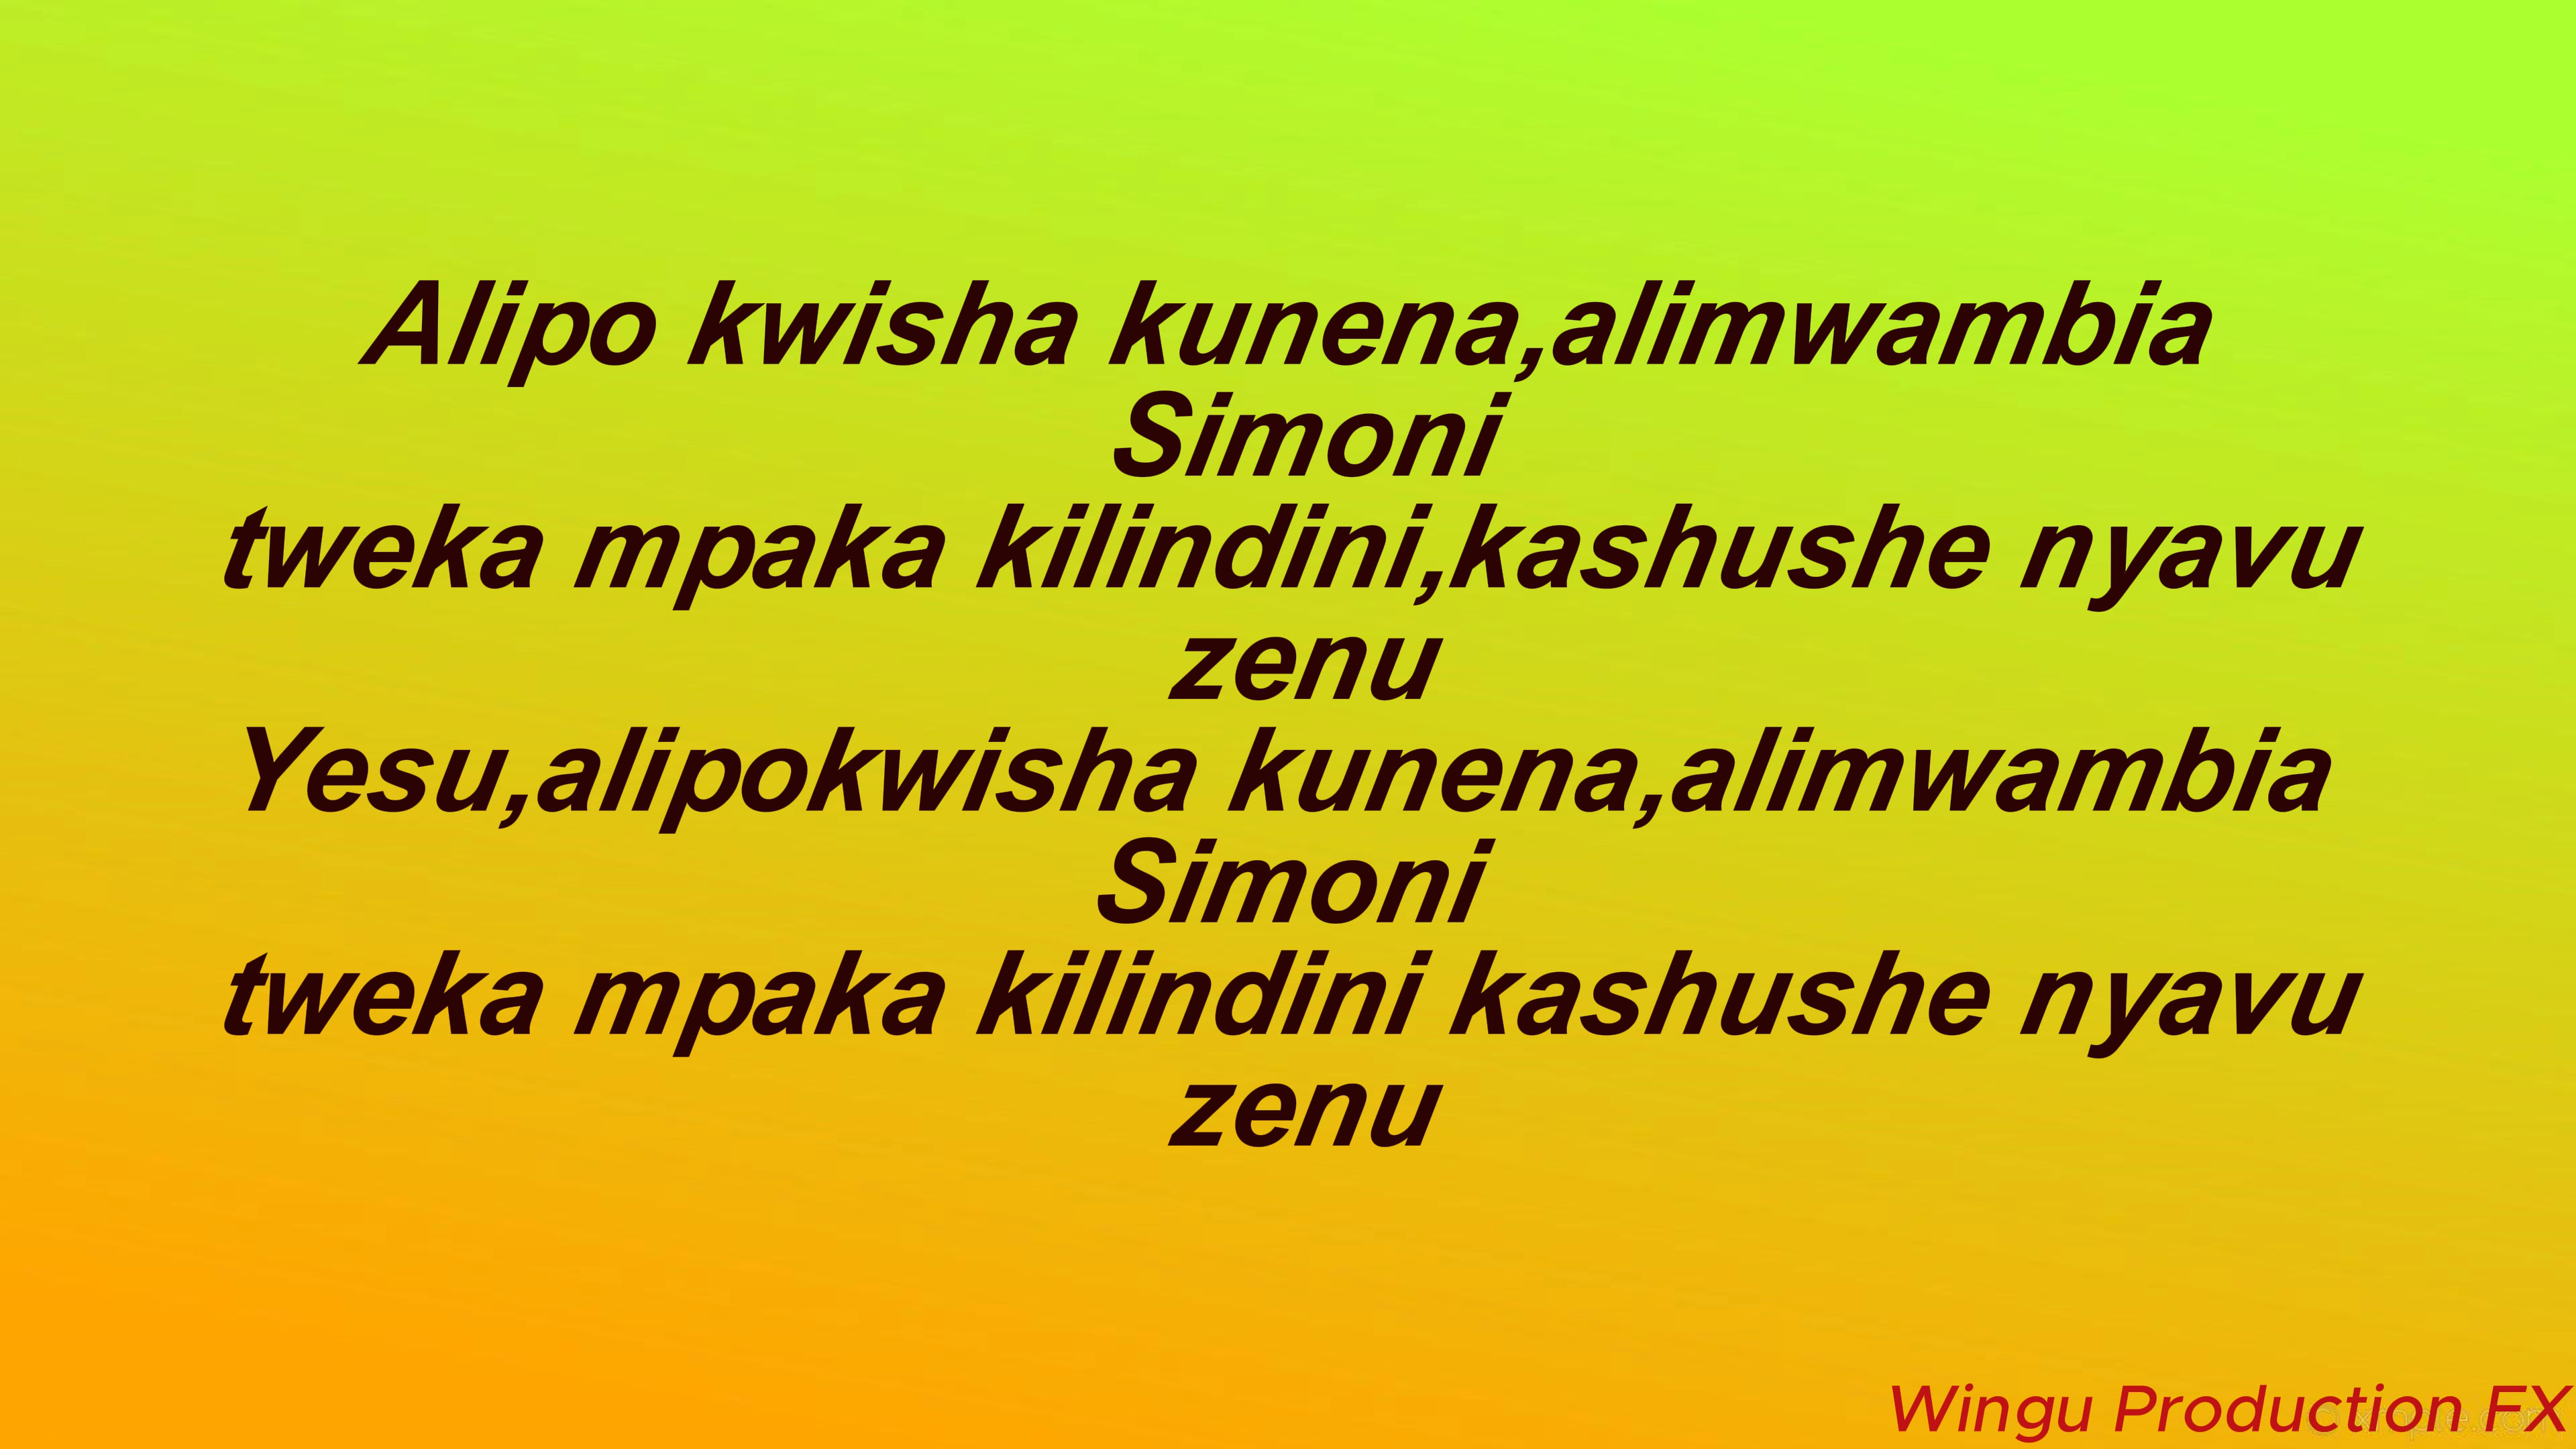 Alipo kwisha kunena,alimwambia
Simoni
tweka mpaka kilindini,kashushe nyavu
zenu
Yesu,alipokwisha kunena,alimwambia
Simoni
tweka mpaka kilindini kashushe nyavu
zenu
Wingu Production FX